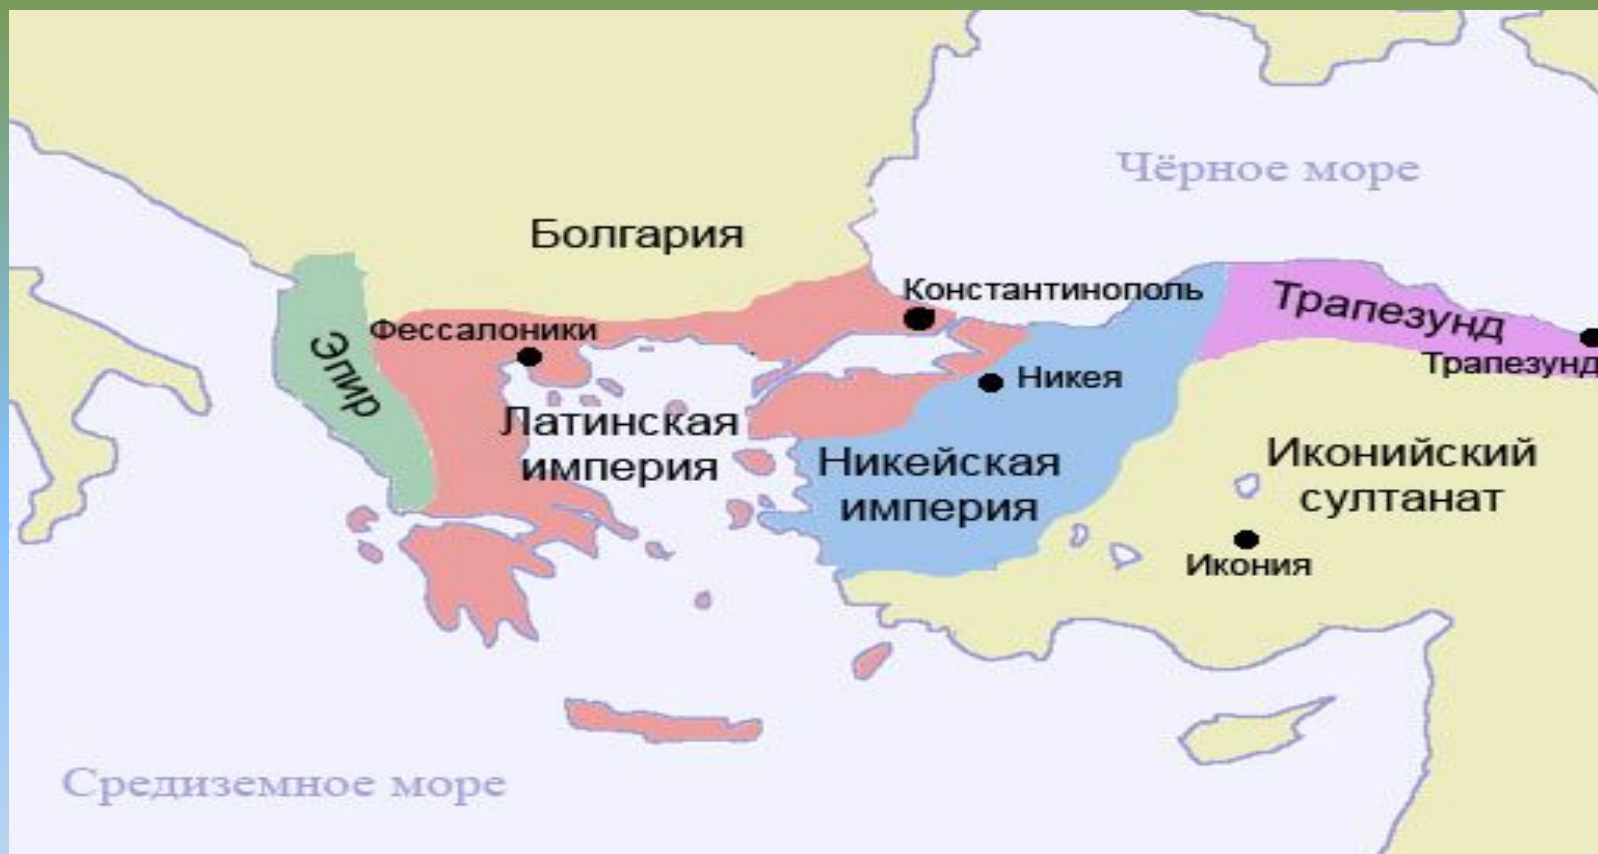 Чёрное море
Болгария
Константинополь
Трапезунд
Фессалоники
Эпир
Трапезунд
Никея
Латинская
империя
Никейская
империя
Иконийский
султанат
Икония
Средиземное море